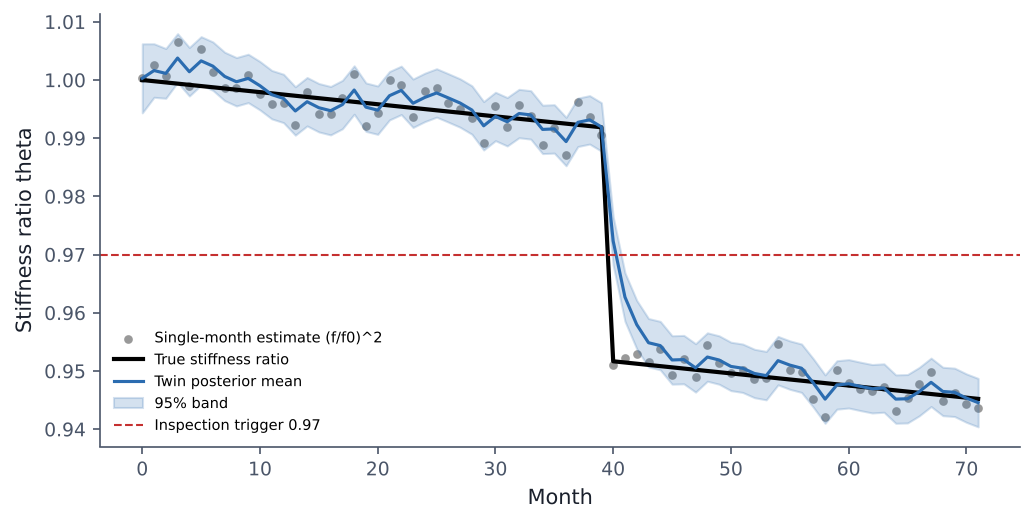 1.01
1.00
0.99
0.98
0.97
0.96
0.95
0.94
Stiffness ratio theta
Single-month estimate (f/f0)^2
True stiffness ratio
Twin posterior mean
95% band
Inspection trigger 0.97
0 10 20 30 40 50 60 70
Month